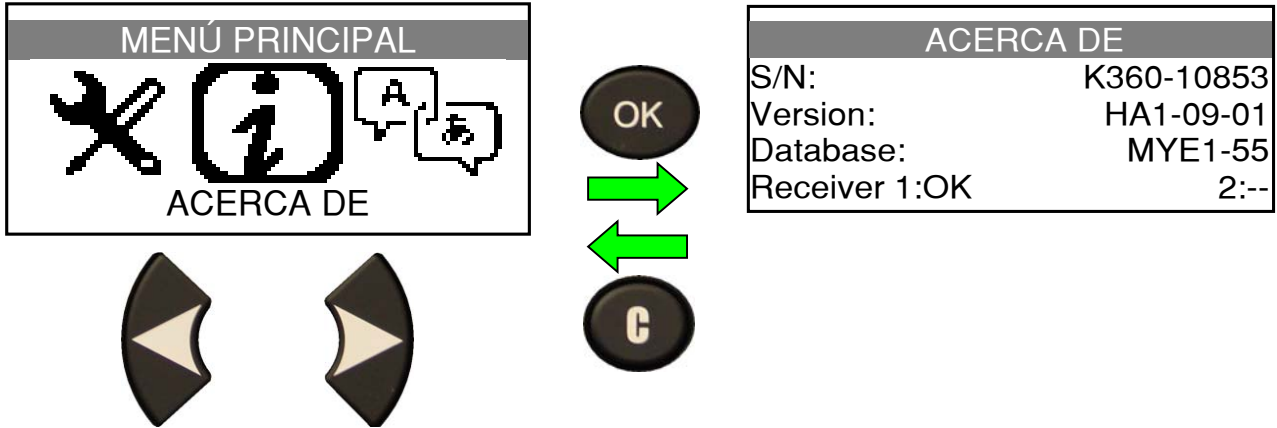 MENÚ PRINCIPAL
A
あ
ACERCA DE
OK
C
ACERCA DE
S/N: K360-10853
Version: HA1-09-01
Database: MYE1-55
Receiver 1:OK 2:--